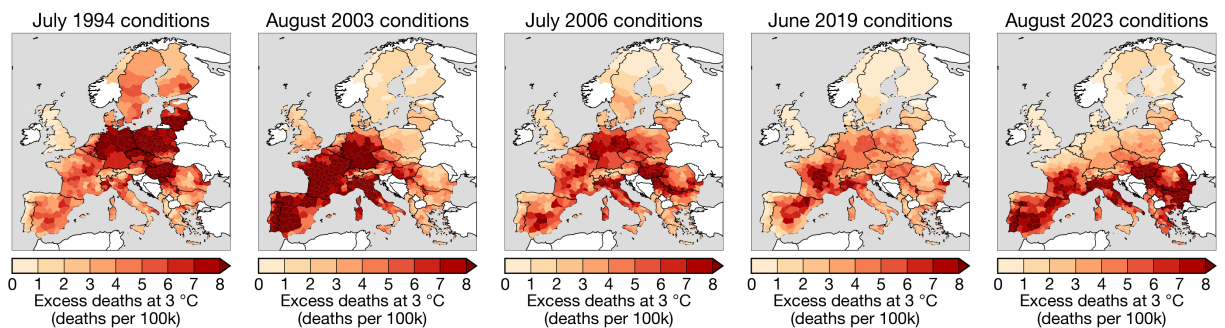 July 1994 conditions
August 2003 conditions
July 2006 conditions
June 2019 conditions
August 2023 conditions
0 1 2 3 4 5 6 7 8
Excess deaths at 3 °C
(deaths per 100k)
0 1 2 3 4 5 6 7 8
Excess deaths at 3 °C
(deaths per 100k)
0 1 2 3 4 5 6 7 8
Excess deaths at 3 °C
(deaths per 100k)
0 1 2 3 4 5 6 7 8
Excess deaths at 3 °C
(deaths per 100k)
0 1 2 3 4 5 6 7 8
Excess deaths at 3 °C
(deaths per 100k)